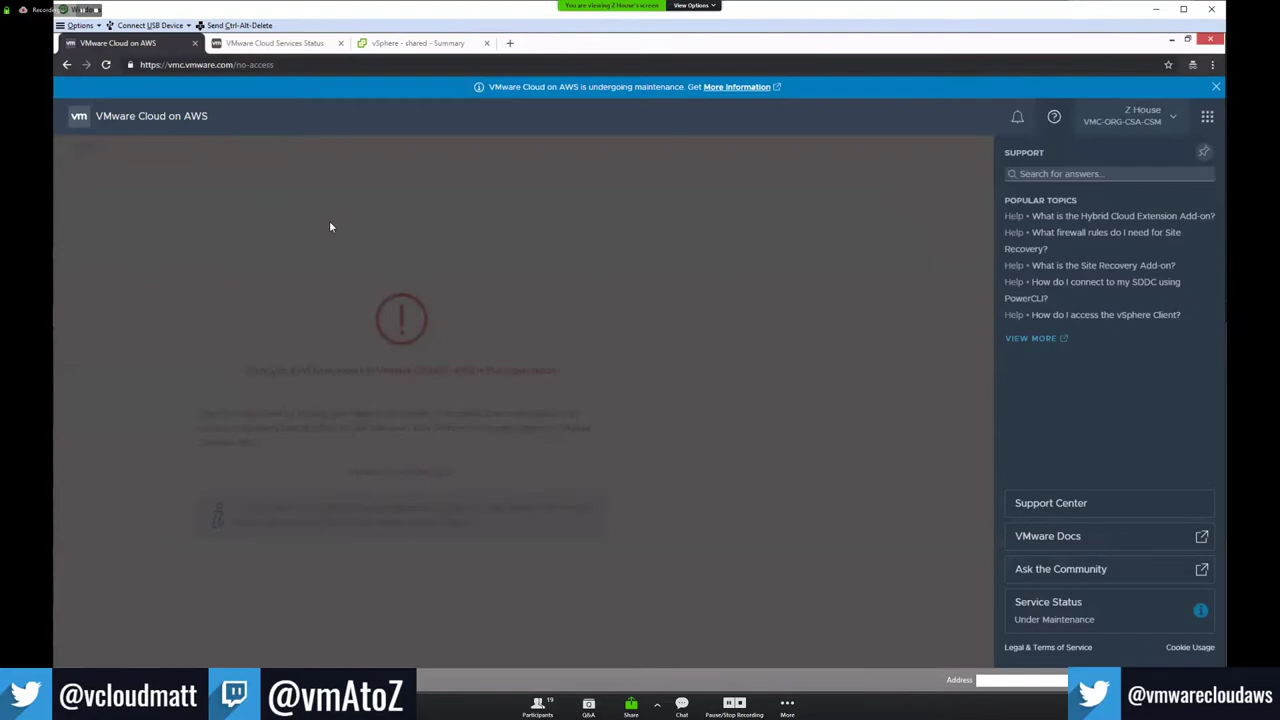 Recording
Windows
You are viewing Z House's screen
View Options
Options
Connect USB Device
Send Ctrl-Alt-Delete
vm VMware Cloud on AWS
vm VMware Cloud Services Status
vSphere - shared - Summary
https://vmc.vmware.com/no-access
VMware Cloud on AWS is undergoing maintenance. Get More Information
vm VMware Cloud on AWS
Z House
VMC-ORG-CSA-CSM
SUPPORT
Search for answers...
POPULAR TOPICS
Help • What is the Hybrid Cloud Extension Add-on?
Help • What firewall rules do I need for Site
Recovery?
Help • What is the Site Recovery Add-on?
Help • How do I connect to my SDDC using
PowerCLI?
Help • How do I access the vSphere Client?
VIEW MORE
Support Center
VMware Docs
Ask the Community
Service Status
Under Maintenance
Legal & Terms of Service
Cookie Usage
@vcloudmatt
@vmAtoZ
Address
@vmwarecloudaws
19
Participants
Q&A
Share
Chat
Pause/Stop Recording
More